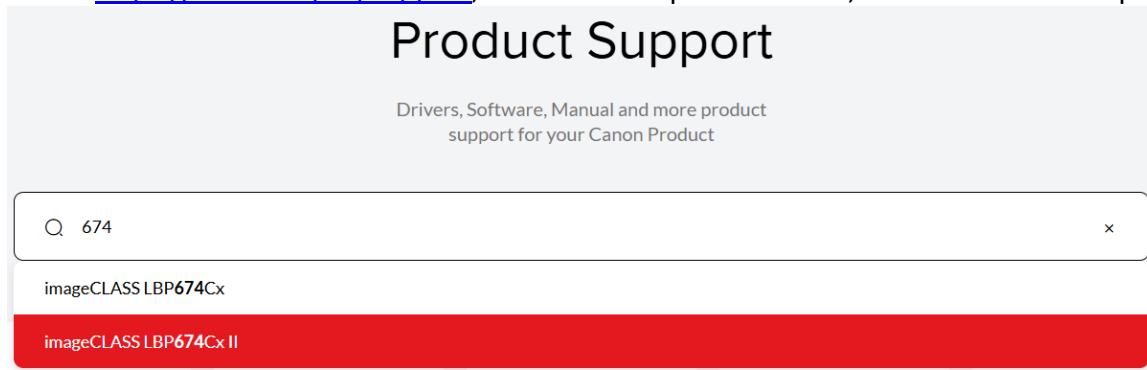 Product Support
Drivers, Software, Manual and more product
support for your Canon Product
674
×
imageCLASS LBP674Cx
imageCLASS LBP674Cx II